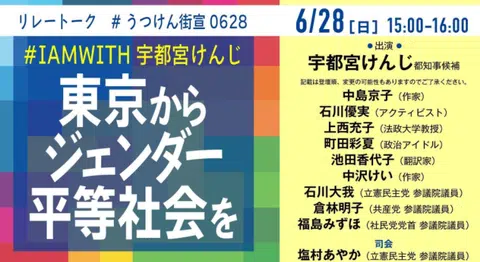 リレートーク #うつけん街宣0628
#IAMWITH 宇都宮けんじ
東京から
ジェンダー
平等社会を
6/28 [日] 15:00-16:00
●出演●
宇都宮けんじ都知事候補
記載は登壇順、変更の可能性もありますのでご了承ください。
中島京子(作家)
石川優実(アクティビスト)
上西充子(法政大学教授)
町田彩夏(政治アイドル)
池田香代子(翻訳家)
中沢けい(作家)
石川大我(立憲民主党 参議院議員)
倉林明子(共産党 参議院議員)
福島みずほ(社民党党首 参議院議員)
司会
塩村あやか(立憲民主党 参議院議員)